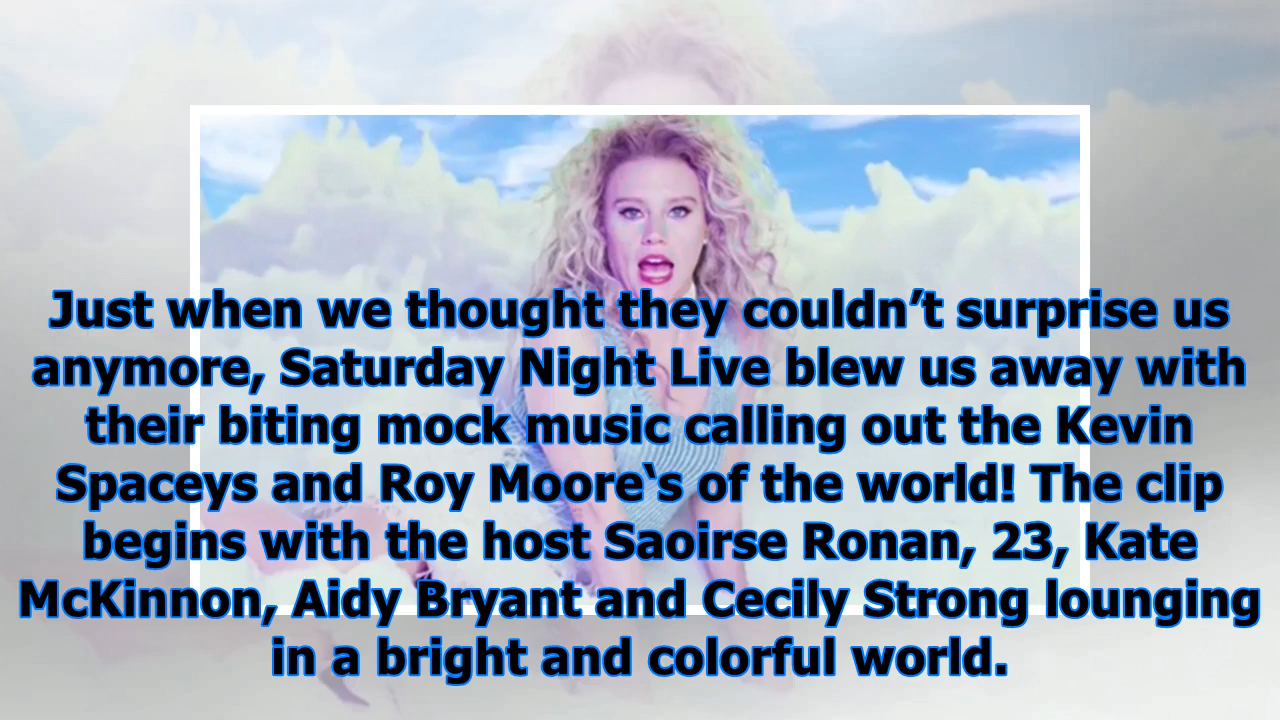 Just when we thought they couldn’t surprise us
anymore, Saturday Night Live blew us away with
their biting mock music calling out the Kevin
Spaceys and Roy Moore‘s of the world! The clip
begins with the host Saoirse Ronan, 23, Kate
McKinnon, Aidy Bryant and Cecily Strong lounging
in a bright and colorful world.